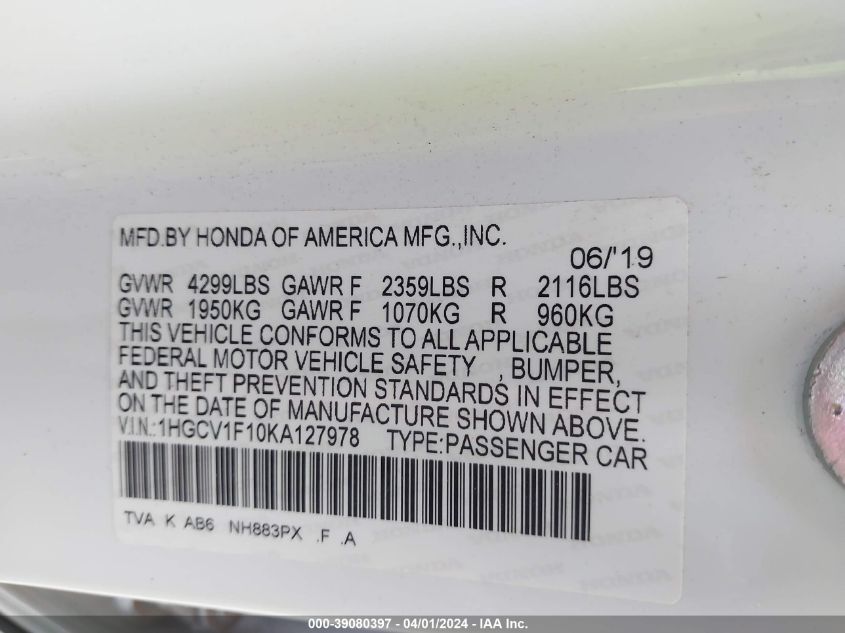 MFD.BY HONDA OF AMERICA MFG.,INC.
06/'19
GVWR 4299LBS GAWR F 2359LBS R 2116LBS
GVWR 1950KG GAWR F 1070KG R 960KG
THIS VEHICLE CONFORMS TO ALL APPLICABLE
FEDERAL MOTOR VEHICLE SAFETY , BUMPER,
AND THEFT PREVENTION STANDARDS IN EFFECT
ON THE DATE OF MANUFACTURE SHOWN ABOVE.
V.I.N.:1HGCV1F10KA127978 TYPE:PASSENGER CAR
TVA K AB6 NH883PX .F .A
000-39080397 - 04/01/2024 - IAA Inc.